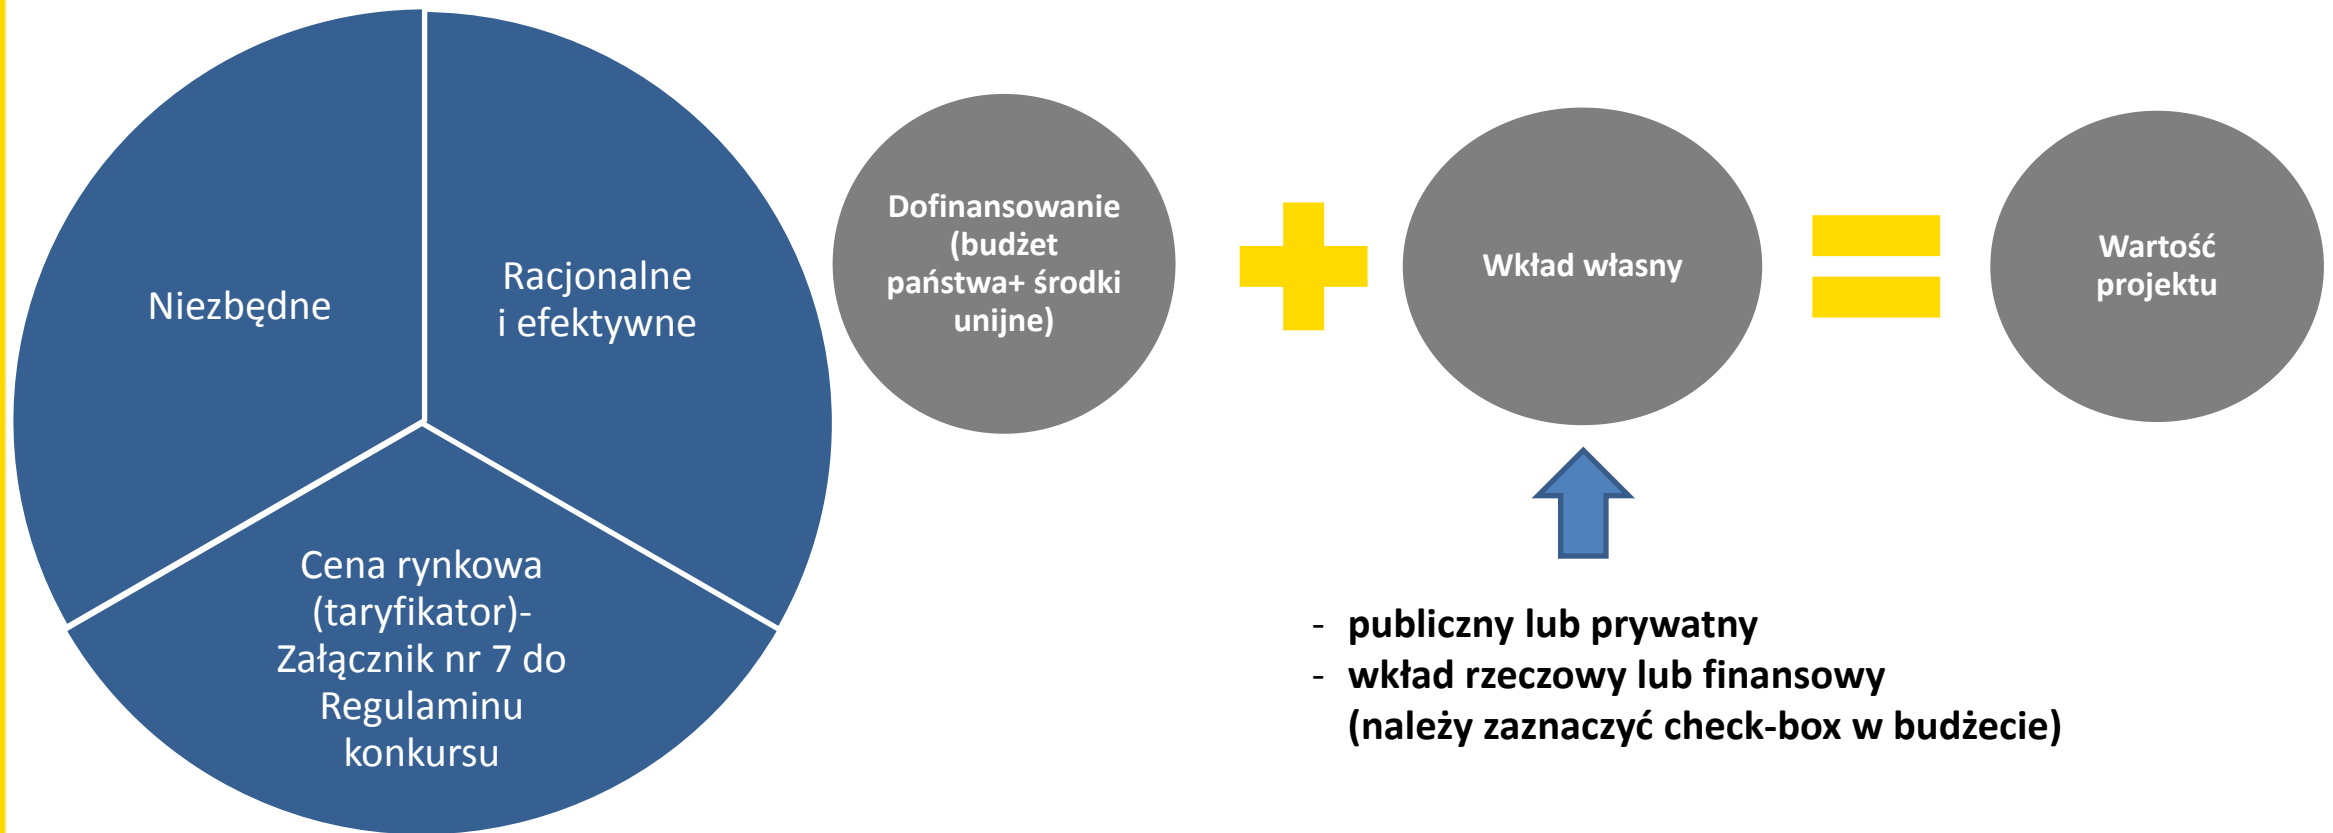 Niezbędne
Racjonalne
i efektywne
Cena rynkowa
(taryfikator)-
Załącznik nr 7 do
Regulaminu
konkursu
Dofinansowanie
(budżet
państwa+ środki
unijne)
Wkład własny
Wartość
projektu
- publiczny lub prywatny
- wkład rzeczowy lub finansowy
(należy zaznaczyć check-box w budżecie)